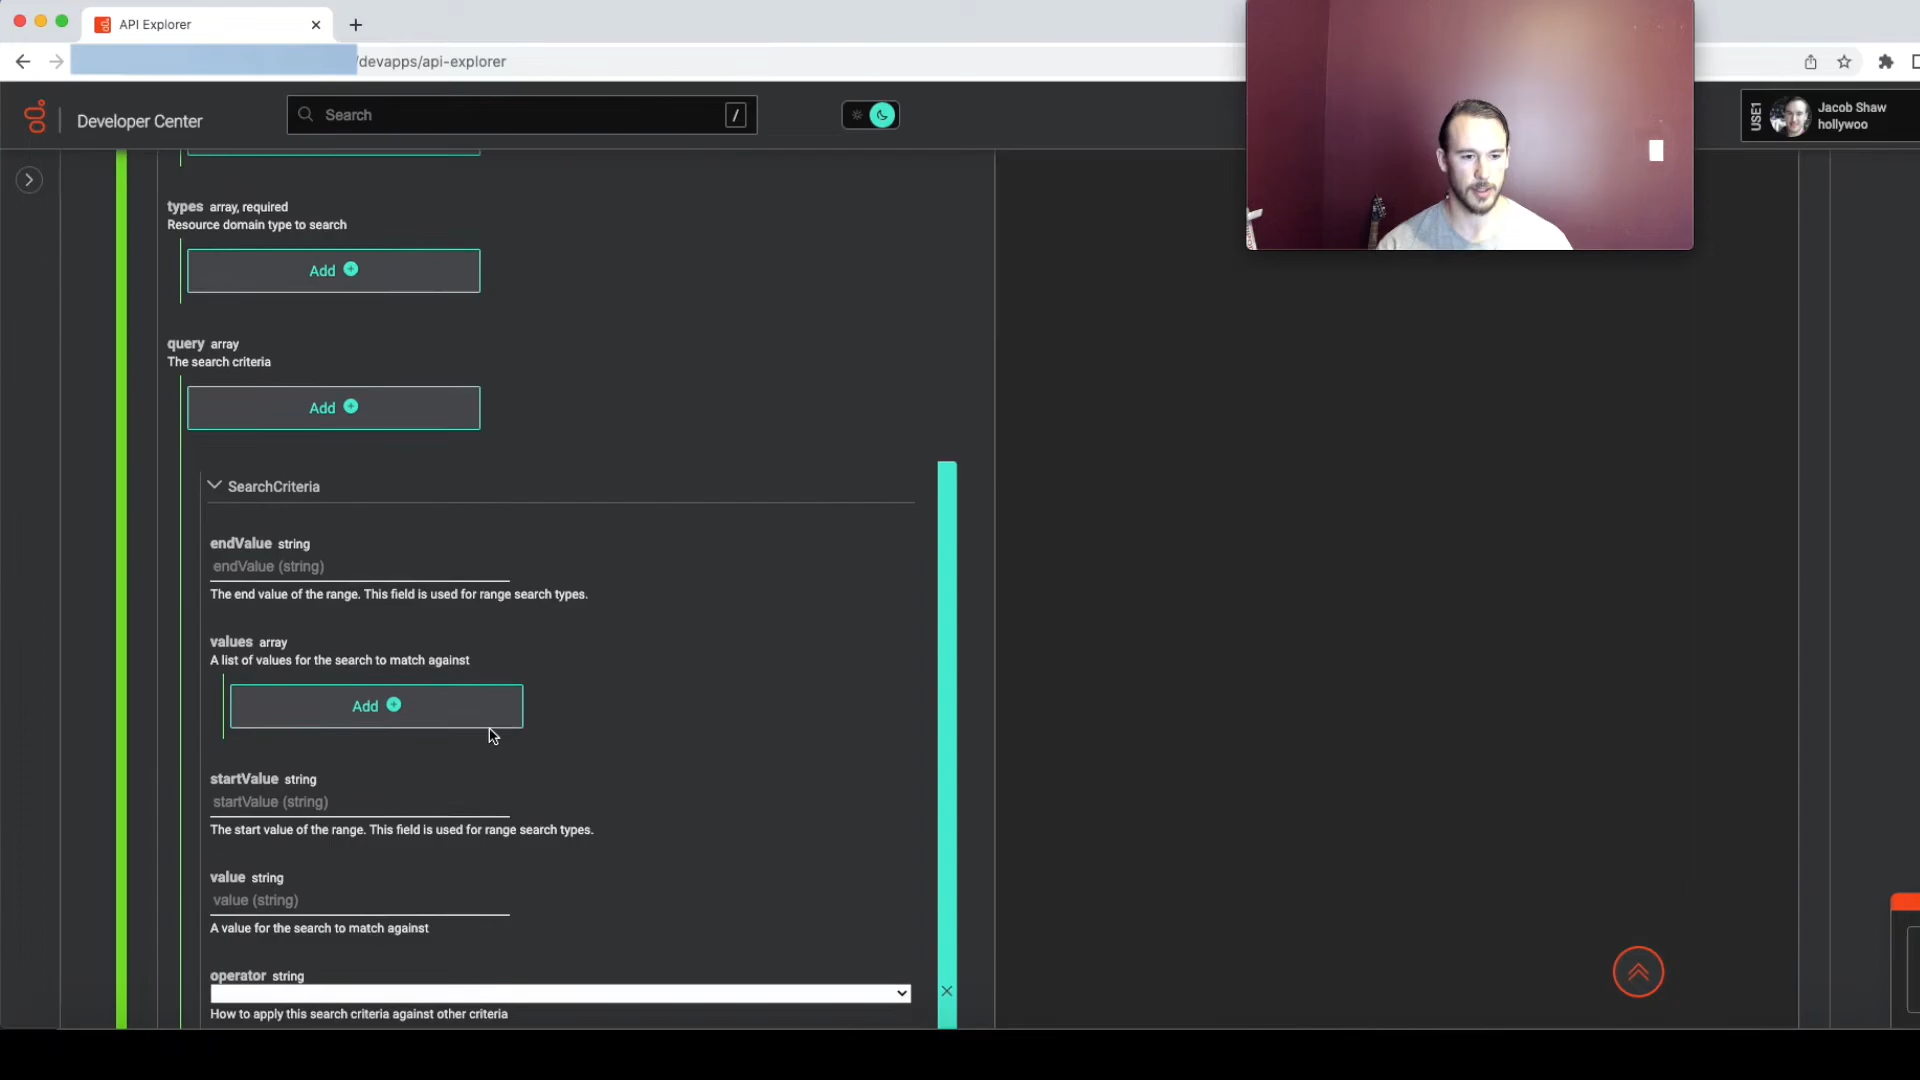 API Explorer
/devapps/api-explorer
Developer Center
Search
/
USE1
Jacob Shaw
hollywoo
types array, required
Resource domain type to search
Add
query array
The search criteria
Add
SearchCriteria
endValue string
endValue (string)
The end value of the range. This field is used for range search types.
values array
A list of values for the search to match against
Add
startValue string
startValue (string)
The start value of the range. This field is used for range search types.
value string
value (string)
A value for the search to match against
operator string
How to apply this search criteria against other criteria